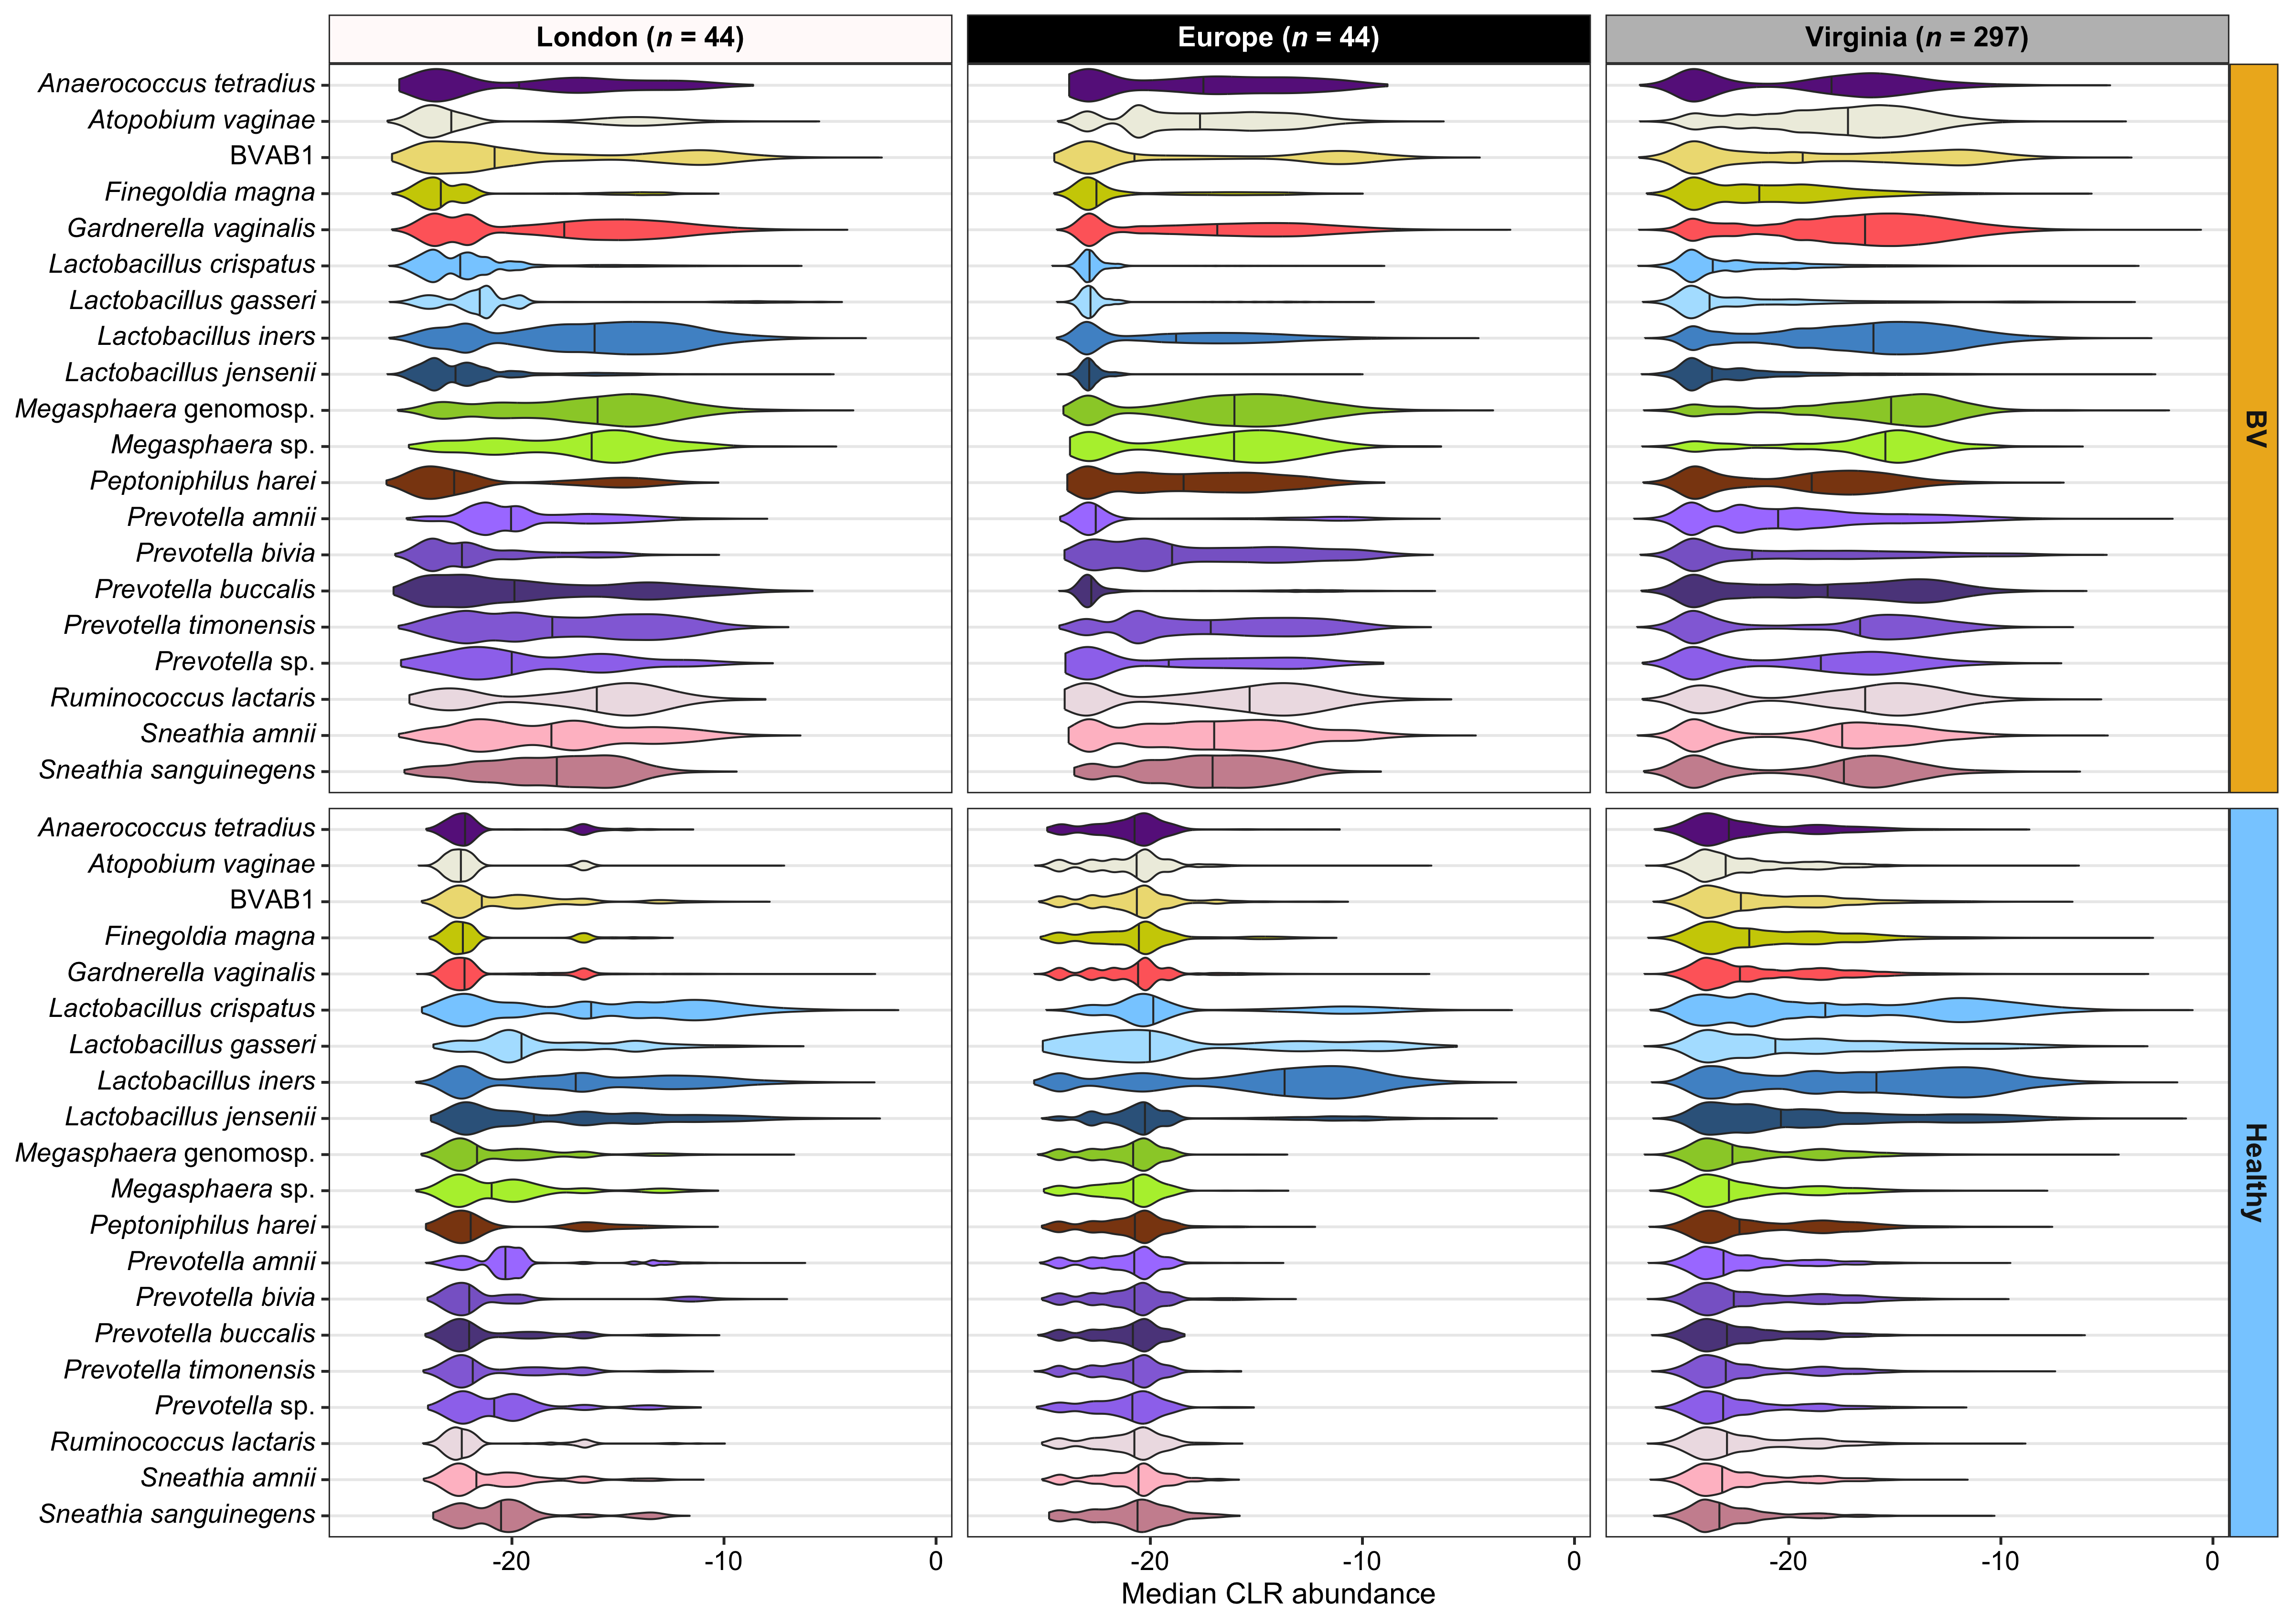 London (n = 44)
Europe (n = 44)
Virginia (n = 297)
Anaerococcus tetradius
Atopobium vaginae
BVAB1
Finegoldia magna
Gardnerella vaginalis
Lactobacillus crispatus
Lactobacillus gasseri
Lactobacillus iners
Lactobacillus jensenii
Megasphaera genomosp.
Megasphaera sp.
Peptoniphilus harei
Prevotella amnii
Prevotella bivia
Prevotella buccalis
Prevotella timonensis
Prevotella sp.
Ruminococcus lactaris
Sneathia amnii
Sneathia sanguinegens
BV
Anaerococcus tetradius
Atopobium vaginae
BVAB1
Finegoldia magna
Gardnerella vaginalis
Lactobacillus crispatus
Lactobacillus gasseri
Lactobacillus iners
Lactobacillus jensenii
Megasphaera genomosp.
Megasphaera sp.
Peptoniphilus harei
Prevotella amnii
Prevotella bivia
Prevotella buccalis
Prevotella timonensis
Prevotella sp.
Ruminococcus lactaris
Sneathia amnii
Sneathia sanguinegens
Healthy
-20 -10 0
-20 -10 0
-20 -10 0
Median CLR abundance